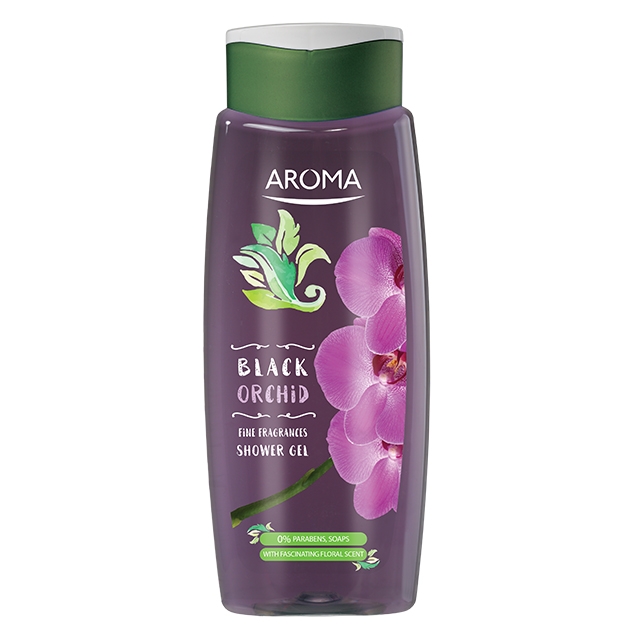 AROMA
BLACK
ORCHiD
FiNE FRAGRANCES
SHOWER GEL
0% PARABENS, SOAPS
WITH FASCINATING FLORAL SCENT